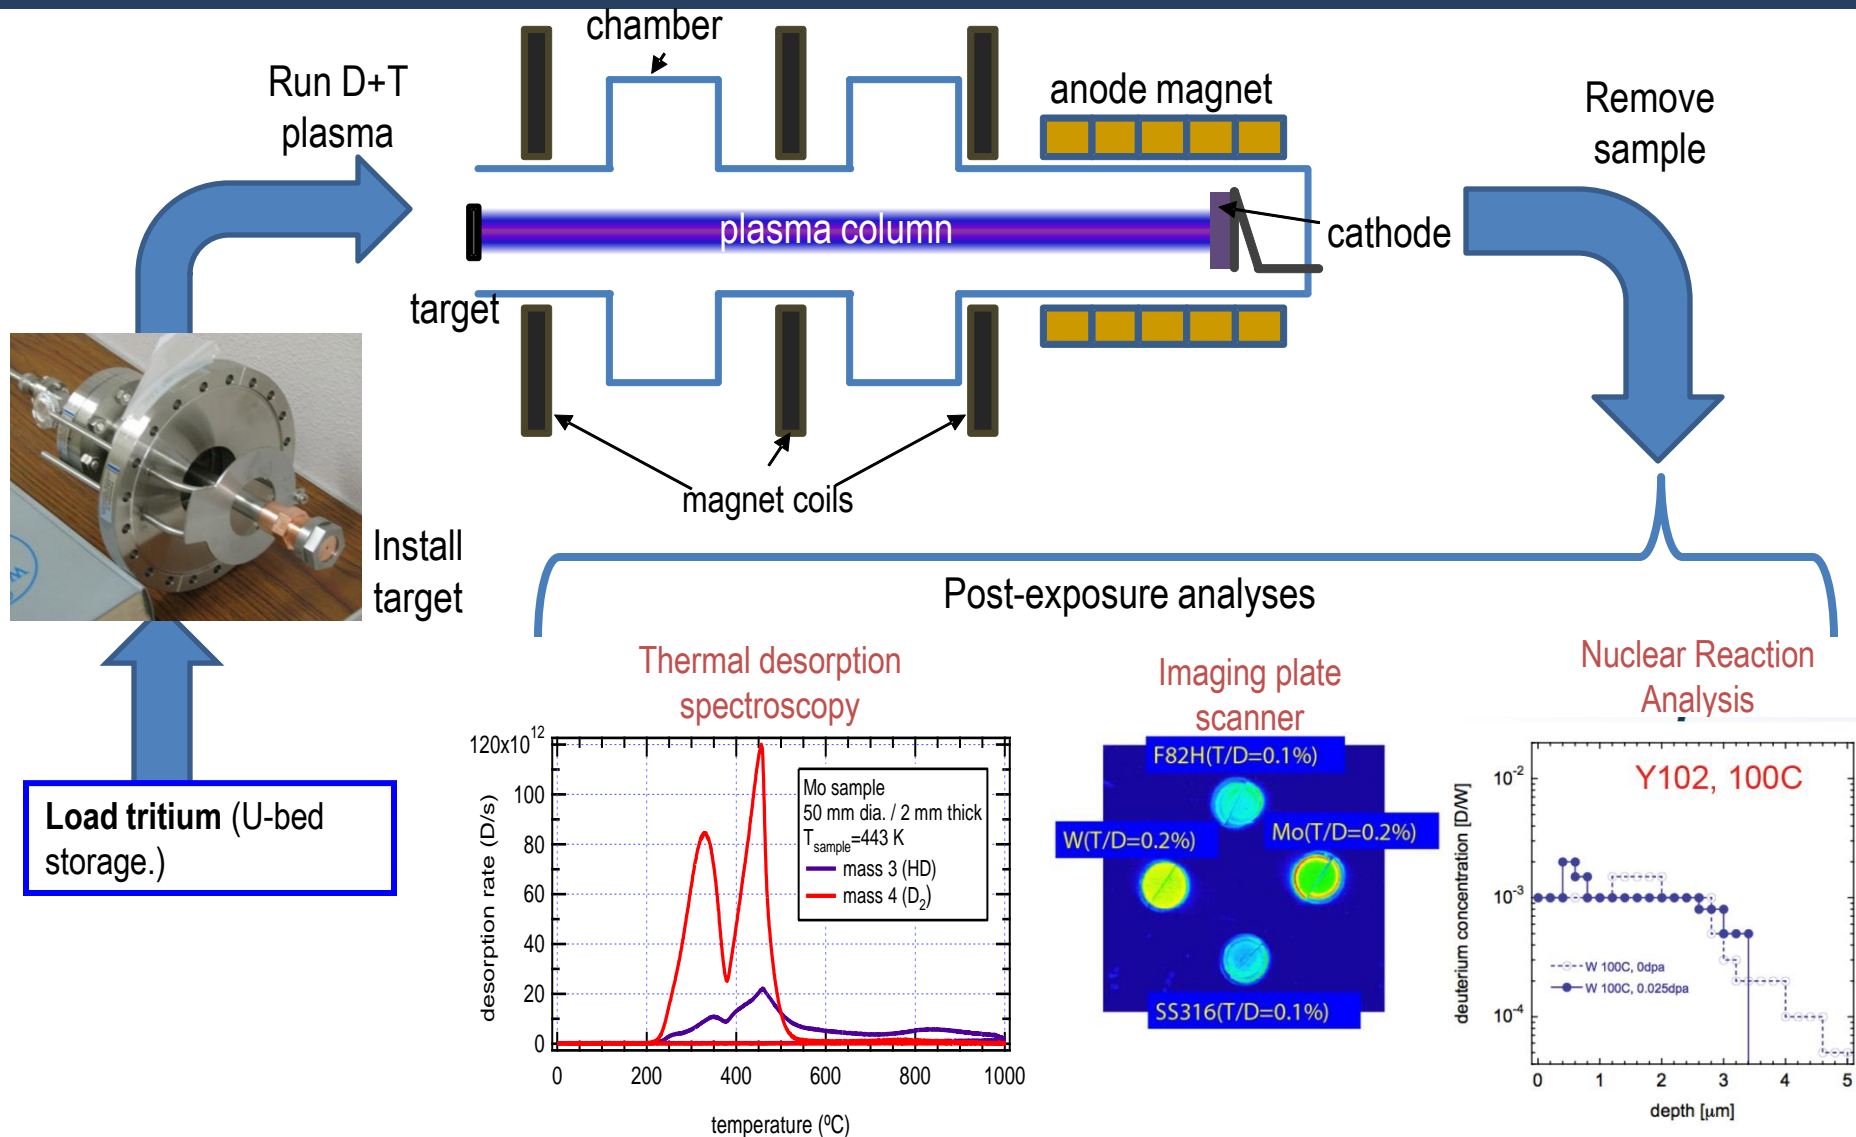 chamber
Run D+T
plasma
anode magnet
Remove
sample
plasma column
cathode
target
magnet coils
Install
target
Load tritium (U-bed
storage.)
Post-exposure analyses
Thermal desorption
spectroscopy
120x10^12
100
80
60
40
20
0
desorption rate (D/s)
Mo sample
50 mm dia. / 2 mm thick
T_sample=443 K
mass 3 (HD)
mass 4 (D₂)
0 200 400 600 800 1000
temperature (ºC)
Imaging plate
scanner
F82H(T/D=0.1%)
W(T/D=0.2%)
Mo(T/D=0.2%)
SS316(T/D=0.1%)
Nuclear Reaction
Analysis
Y102, 100C
10^-2
10^-3
10^-4
deuterium concentration [D/W]
W 100C, 0dpa
W 100C, 0.025dpa
0 1 2 3 4 5
depth [μm]